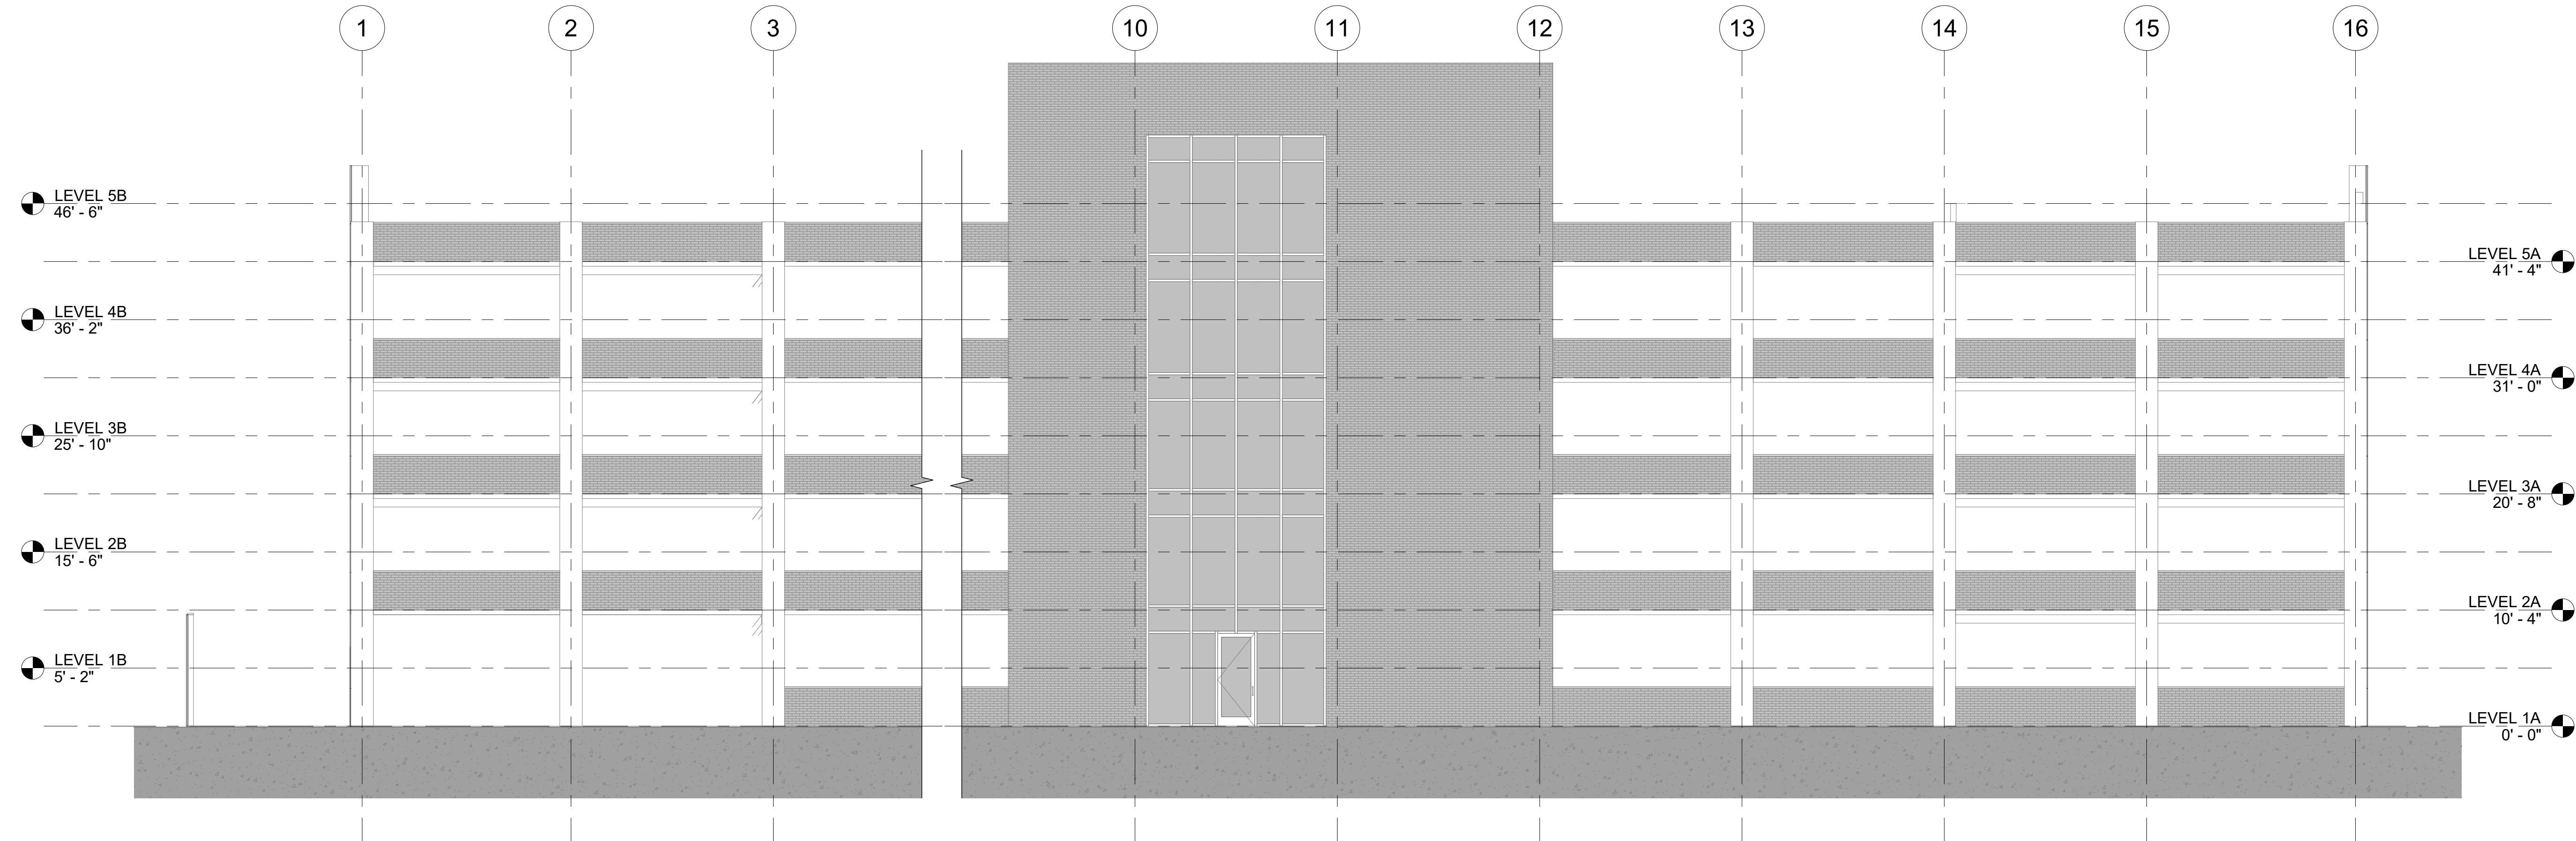 1 2 3 10 11 12 13 14 15 16
LEVEL 5B
46' - 6"
LEVEL 5A
41' - 4"
LEVEL 4B
36' - 2"
LEVEL 4A
31' - 0"
LEVEL 3B
25' - 10"
LEVEL 3A
20' - 8"
LEVEL 2B
15' - 6"
LEVEL 2A
10' - 4"
LEVEL 1B
5' - 2"
LEVEL 1A
0' - 0"